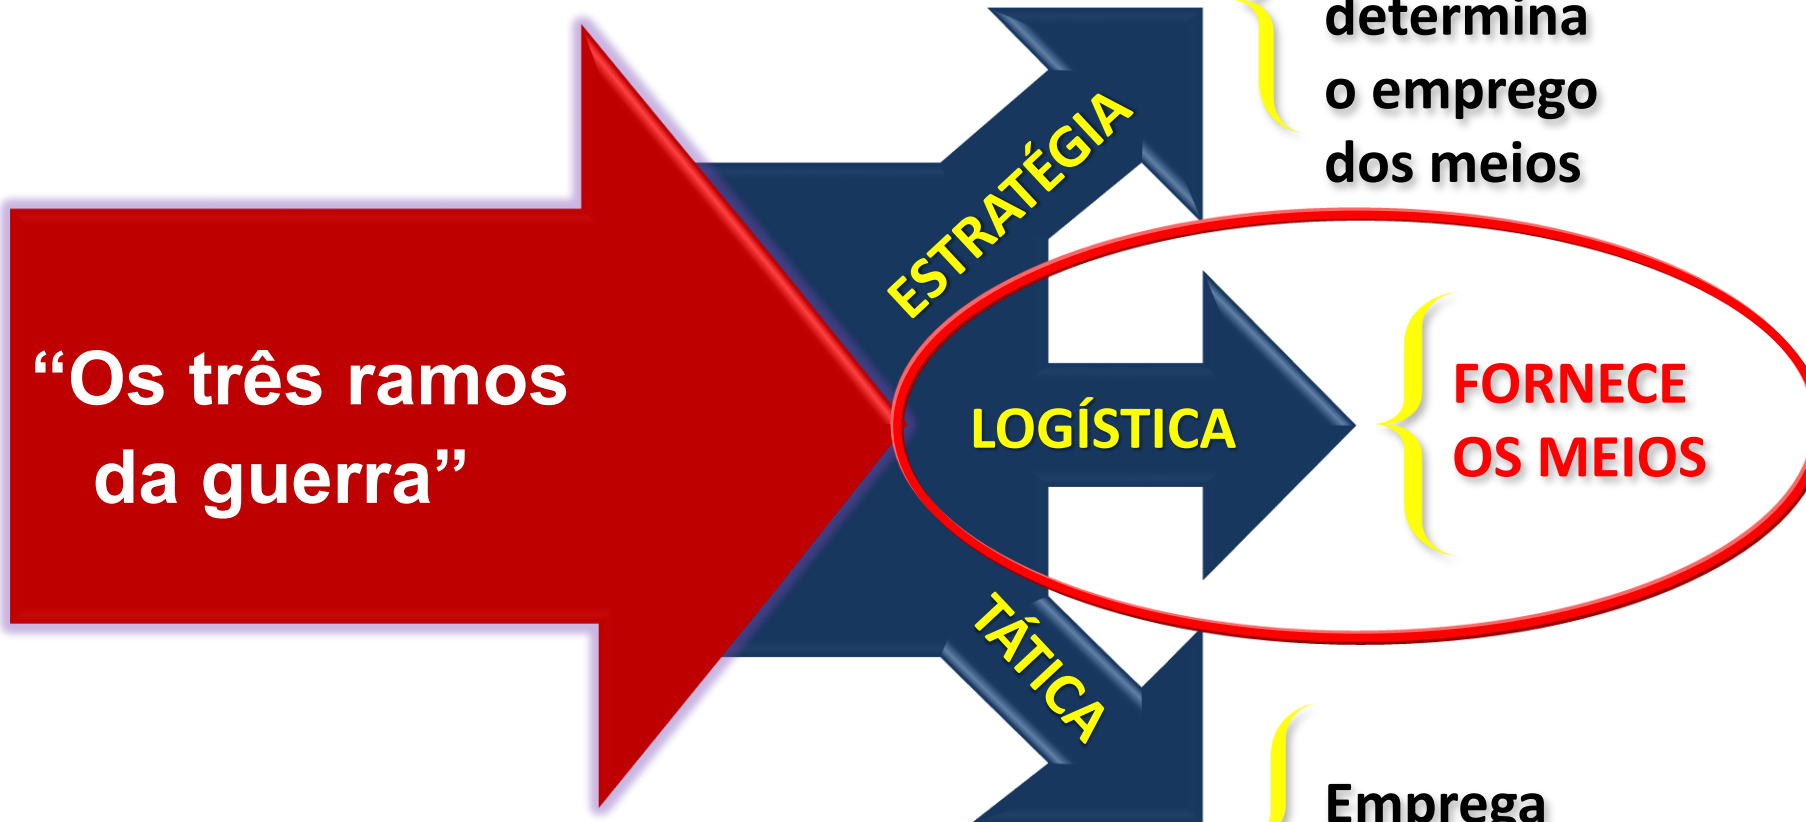 “Os três ramos
da guerra”
ESTRATÉGIA
determina
o emprego
dos meios
LOGÍSTICA
FORNECE
OS MEIOS
TÁTICA
Emprega